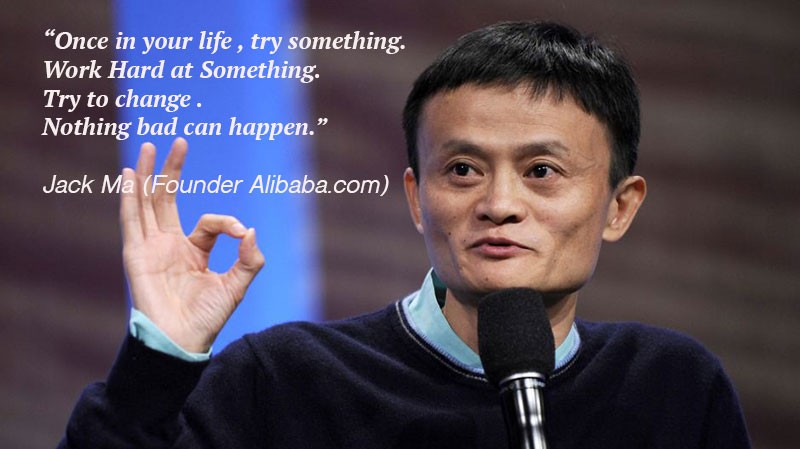 “Once in your life , try something.
Work Hard at Something.
Try to change .
Nothing bad can happen.”
Jack Ma (Founder Alibaba.com)